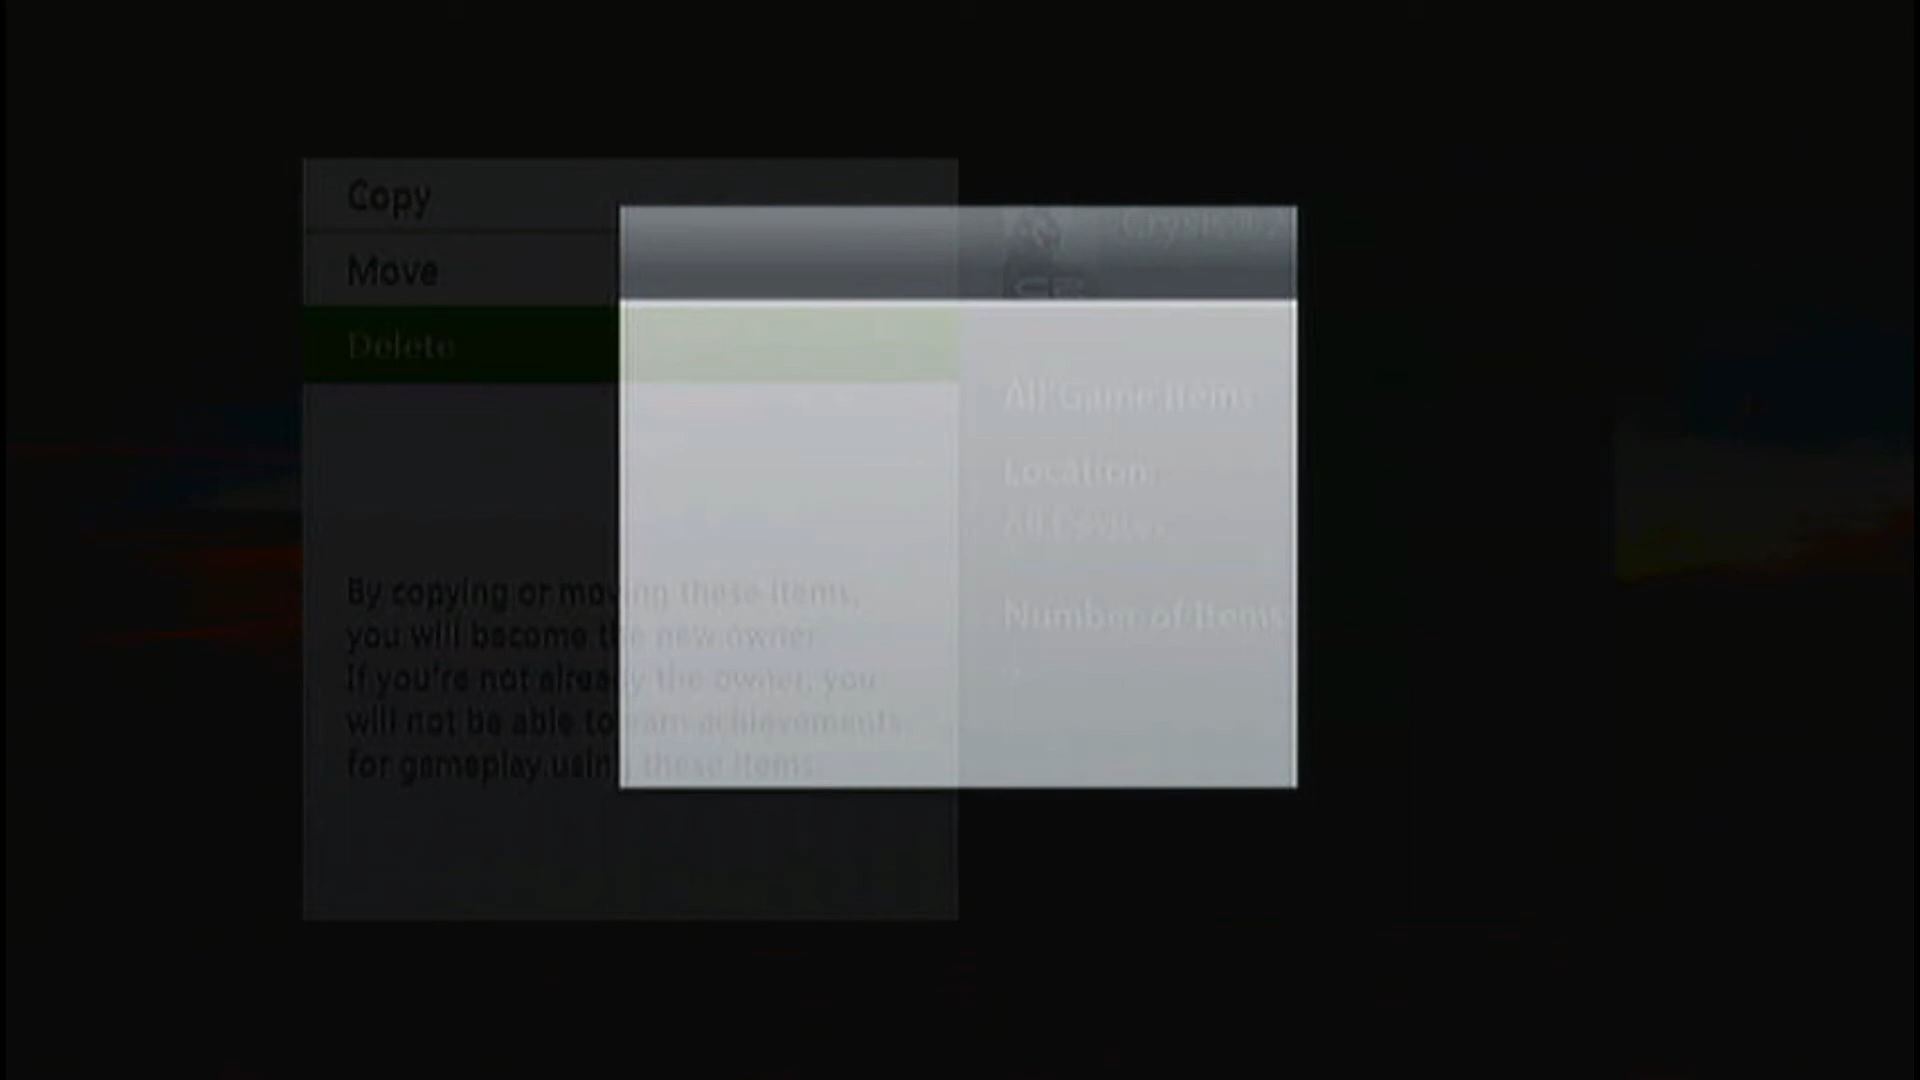 Copy
Move
Delete
By copying or moving these items,
you will become the new owner.
If you're not already the owner, you
will not be able to earn achievements
for gameplay using these items.
All Game Items
Location:
All Devices
Number of Items